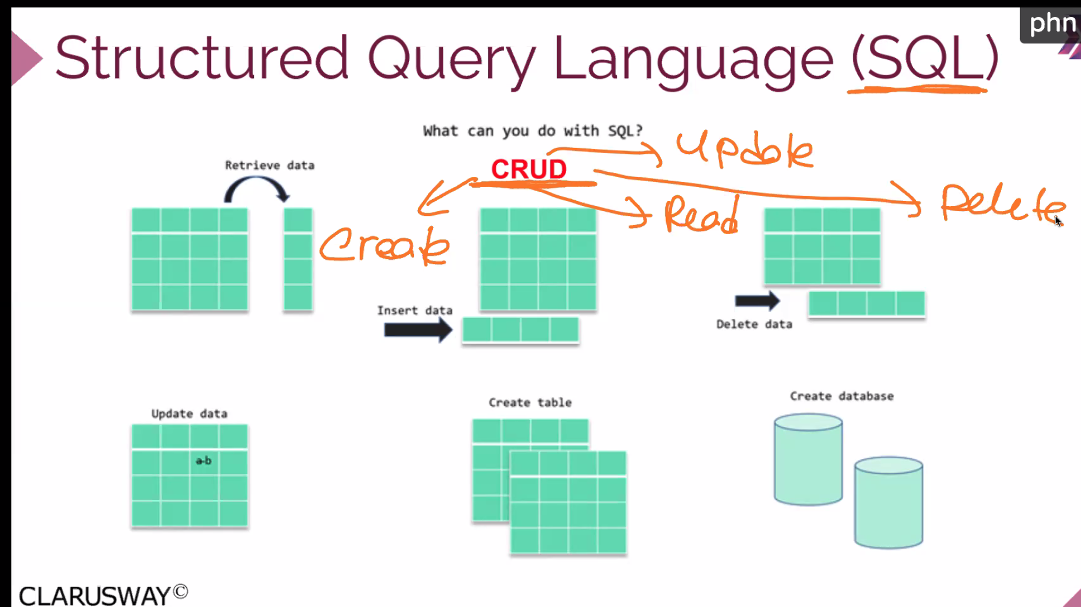 phn
Structured Query Language (SQL)
What can you do with SQL?
CRUD
Update
Delete
Read
Create
Retrieve data
Insert data
Delete data
Update data
a-b
Create table
Create database
CLARUSWAY©